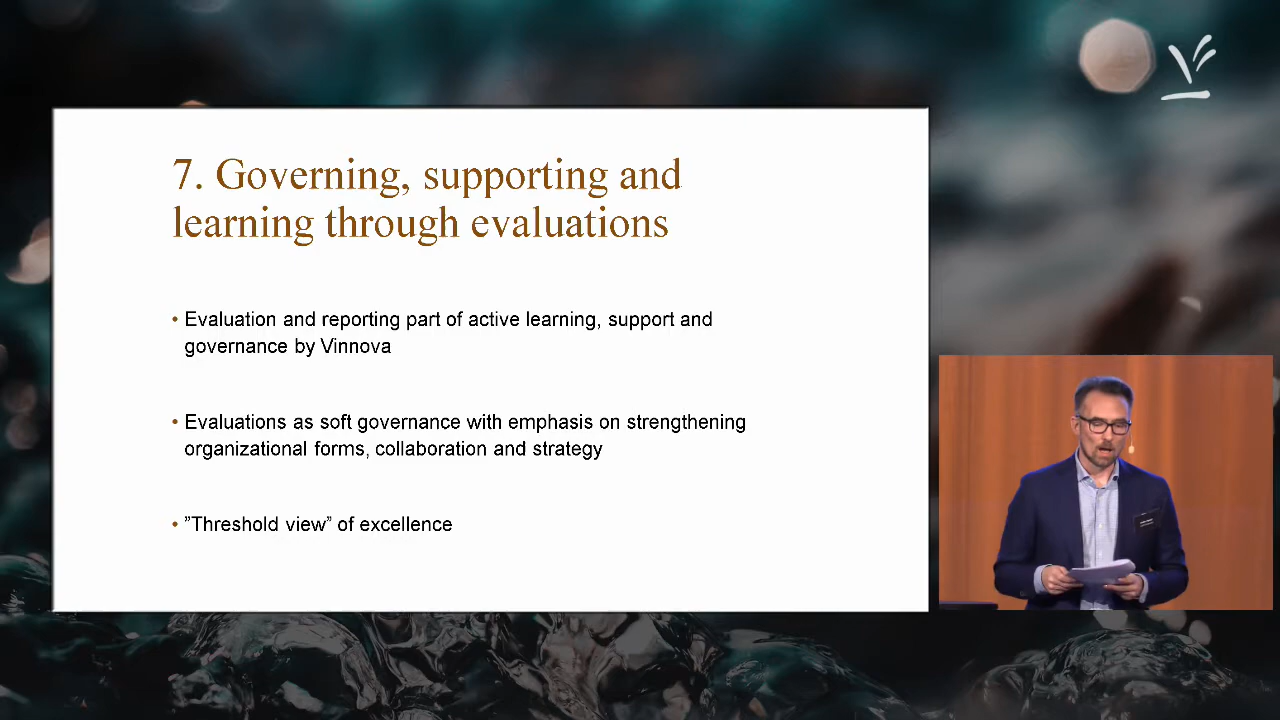 7. Governing, supporting and
learning through evaluations
• Evaluation and reporting part of active learning, support and
governance by Vinnova
• Evaluations as soft governance with emphasis on strengthening
organizational forms, collaboration and strategy
• ”Threshold view” of excellence